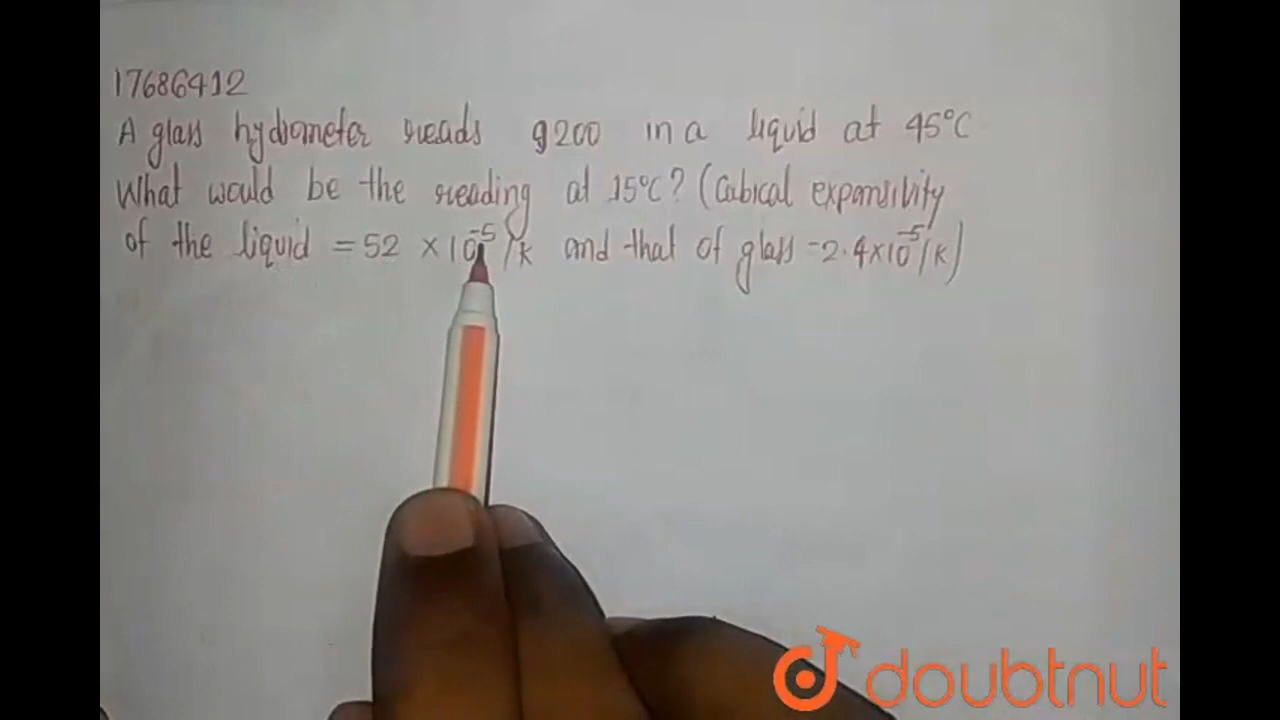 17686412
A glass hydrometer reads 9200 in a liquid at 45°C
What would be the reading at 15°C? (Cubical expansivity
of the liquid = 52 × 10⁻⁵/k and that of glass = 2.4×10⁻⁵/k)
doubtnut